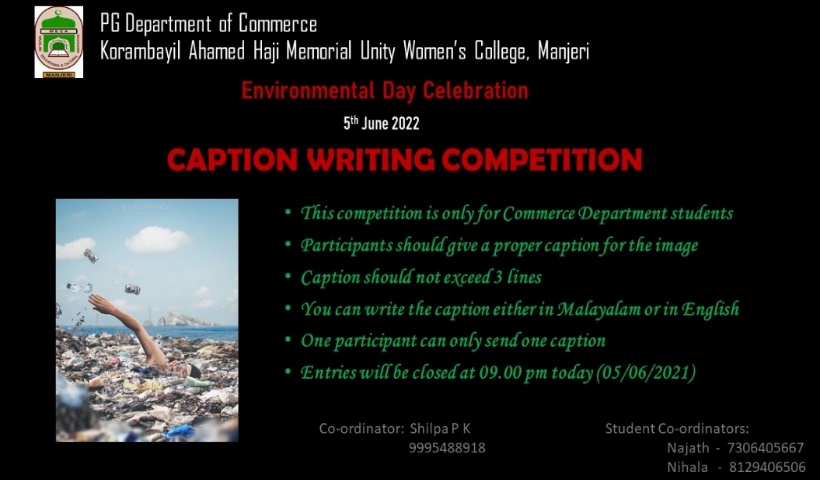 PG Department of Commerce
Korambayil Ahamed Haji Memorial Unity Women's College, Manjeri
Environmental Day Celebration
5th June 2022
CAPTION WRITING COMPETITION
• This competition is only for Commerce Department students
• Participants should give a proper caption for the image
• Caption should not exceed 3 lines
• You can write the caption either in Malayalam or in English
• One participant can only send one caption
• Entries will be closed at 09.00 pm today (05/06/2021)
Co-ordinator: Shilpa P K
9995488918
Student Co-ordinators:
Najath - 7306405667
Nihala - 8129406506